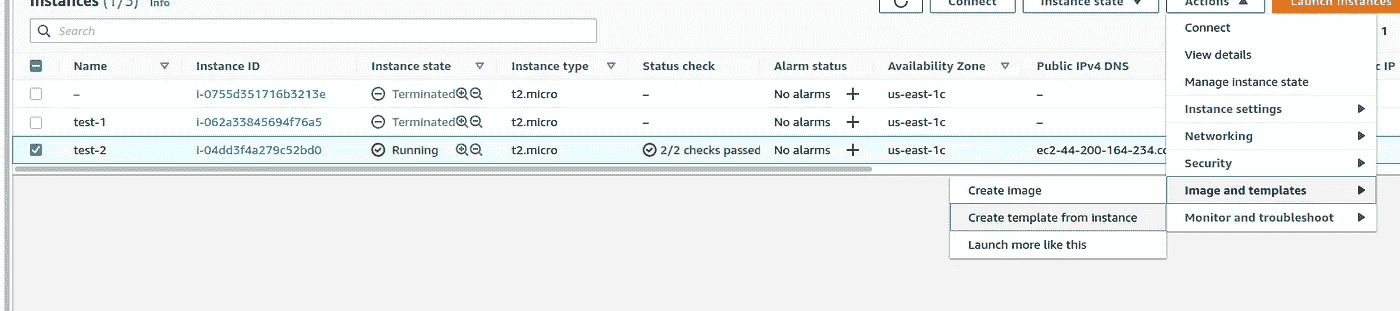 Instances (1/3) Info
Connect Instance state Actions Launch instances
Search 1
Name Instance ID Instance state Instance type Status check Alarm status Availability Zone Public IPv4 DNS IP
– i-0755d351716b3213e Terminated t2.micro – No alarms us-east-1c –
test-1 i-062a33845694f76a5 Terminated t2.micro – No alarms us-east-1c –
test-2 i-04dd3f4a279c52bd0 Running t2.micro 2/2 checks passed No alarms us-east-1c ec2-44-200-164-234.co
Connect
View details
Manage instance state
Instance settings
Networking
Security
Image and templates
Monitor and troubleshoot
Create image
Create template from instance
Launch more like this